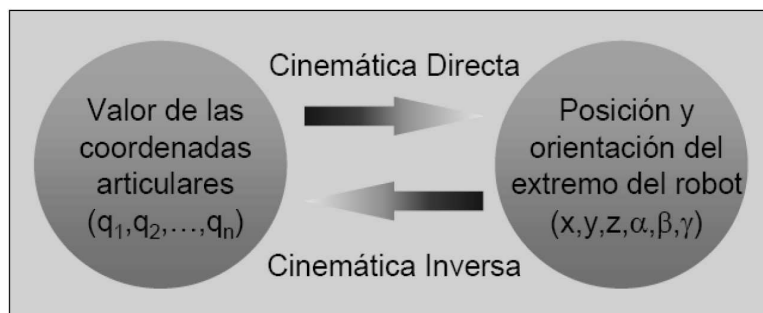 Cinemática Directa
Valor de las
coordenadas
articulares
(q₁,q₂,...,qₙ)
Posición y
orientación del
extremo del robot
(x,y,z,α,β,γ)
Cinemática Inversa